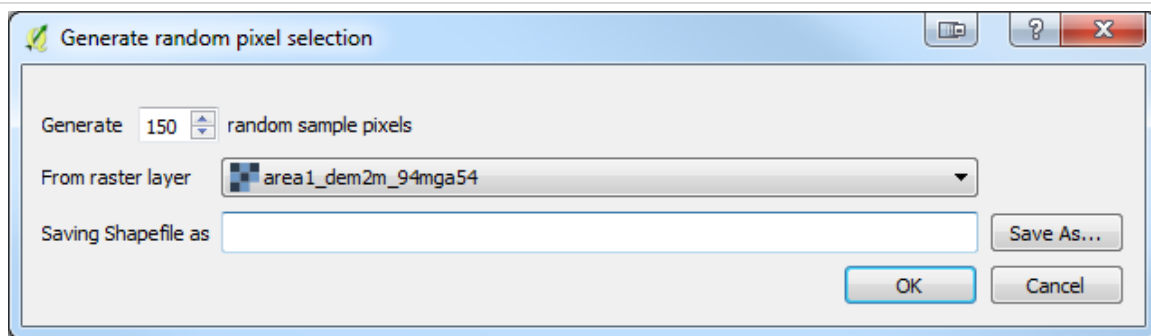 Generate random pixel selection
Generate 150 random sample pixels
From raster layer area1_dem2m_94mga54
Saving Shapefile as Save As...
OK Cancel